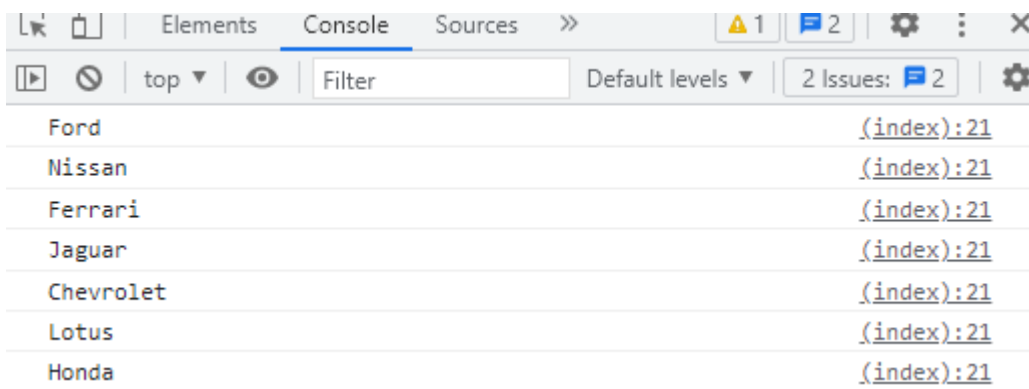 Elements Console Sources » 1 2
top ▼ Filter Default levels ▼ 2 Issues: 2
Ford (index):21
Nissan (index):21
Ferrari (index):21
Jaguar (index):21
Chevrolet (index):21
Lotus (index):21
Honda (index):21